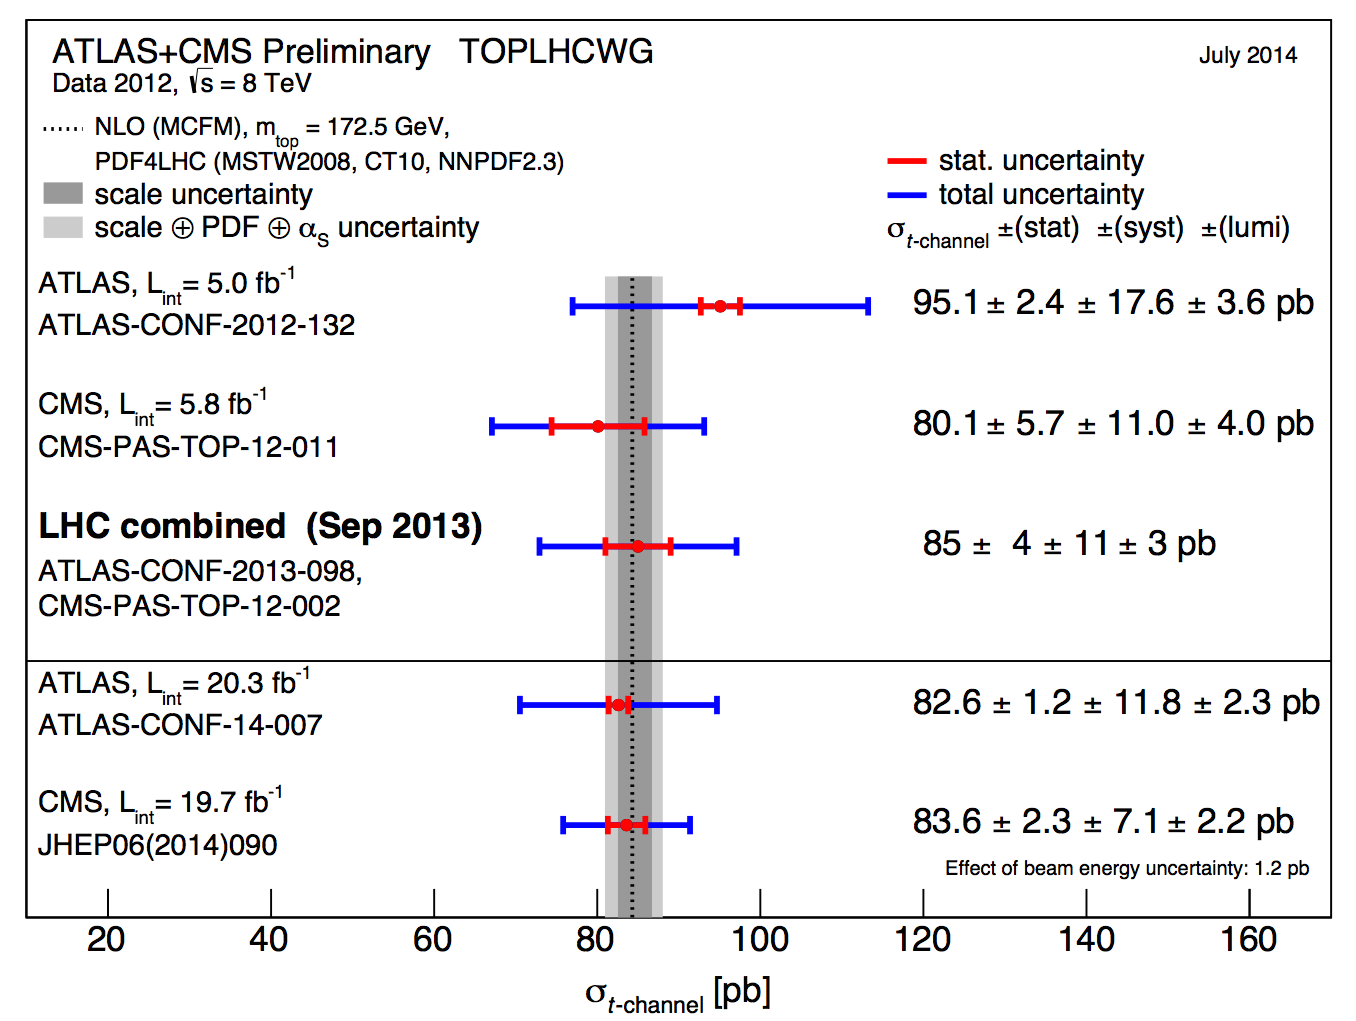 ATLAS+CMS Preliminary TOPLHCWG
July 2014
Data 2012, √s = 8 TeV
NLO (MCFM), m_top = 172.5 GeV,
PDF4LHC (MSTW2008, CT10, NNPDF2.3)
scale uncertainty
scale ⊕ PDF ⊕ α_S uncertainty
stat. uncertainty
total uncertainty
σ_t-channel ±(stat) ±(syst) ±(lumi)
ATLAS, L_int= 5.0 fb^-1
ATLAS-CONF-2012-132
95.1 ± 2.4 ± 17.6 ± 3.6 pb
CMS, L_int= 5.8 fb^-1
CMS-PAS-TOP-12-011
80.1 ± 5.7 ± 11.0 ± 4.0 pb
LHC combined (Sep 2013)
ATLAS-CONF-2013-098,
CMS-PAS-TOP-12-002
85 ± 4 ± 11 ± 3 pb
ATLAS, L_int= 20.3 fb^-1
ATLAS-CONF-14-007
82.6 ± 1.2 ± 11.8 ± 2.3 pb
CMS, L_int= 19.7 fb^-1
JHEP06(2014)090
83.6 ± 2.3 ± 7.1 ± 2.2 pb
Effect of beam energy uncertainty: 1.2 pb
20 40 60 80 100 120 140 160
σ_t-channel [pb]